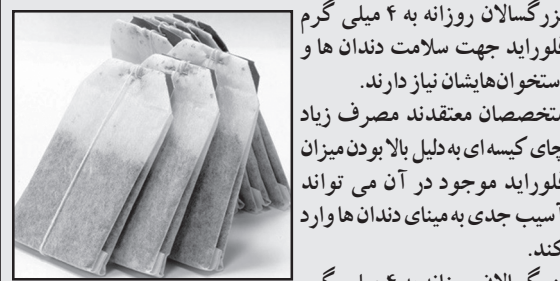 بزرگسالان روزانه به ۴ میلی گرم
فلوراید جهت سلامت دندان ها و
استخوان‌هایشان نیاز دارند.
متخصصان معتقدند مصرف زیاد
چای کیسه‌ای به‌دلیل بالا بودن میزان
فلوراید موجود در آن می تواند
آسیب جدی به مینای دندان ها وارد
کند.